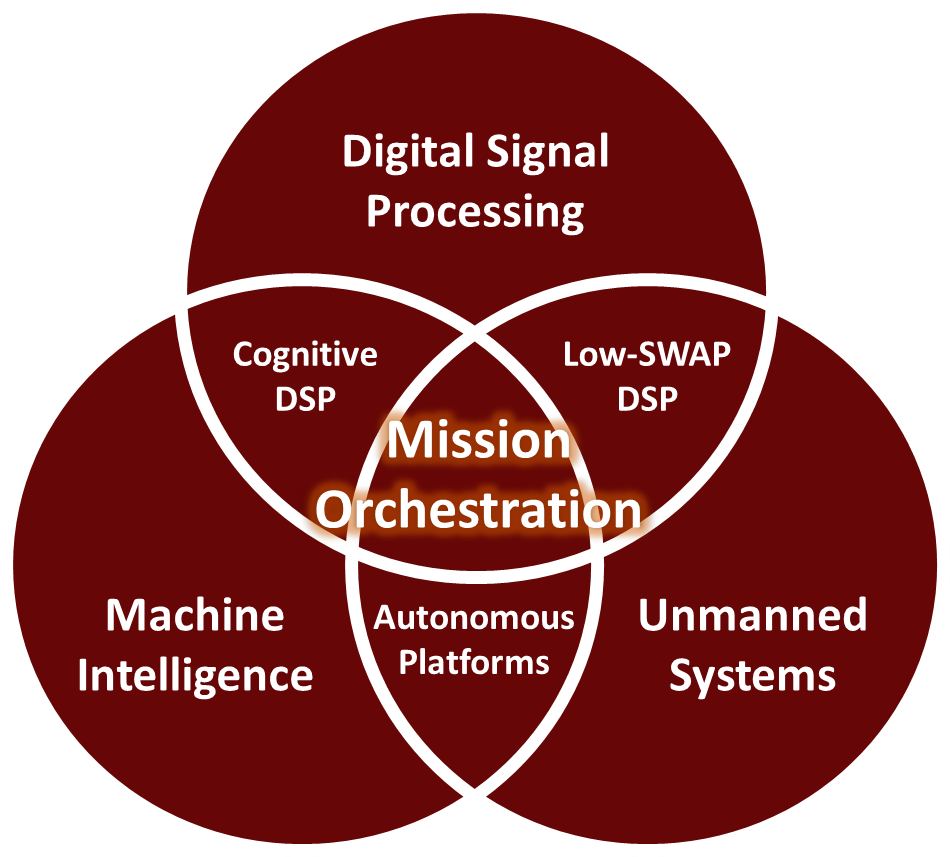 Digital Signal
Processing
Cognitive
DSP
Low-SWAP
DSP
Mission
Orchestration
Machine
Intelligence
Autonomous
Platforms
Unmanned
Systems